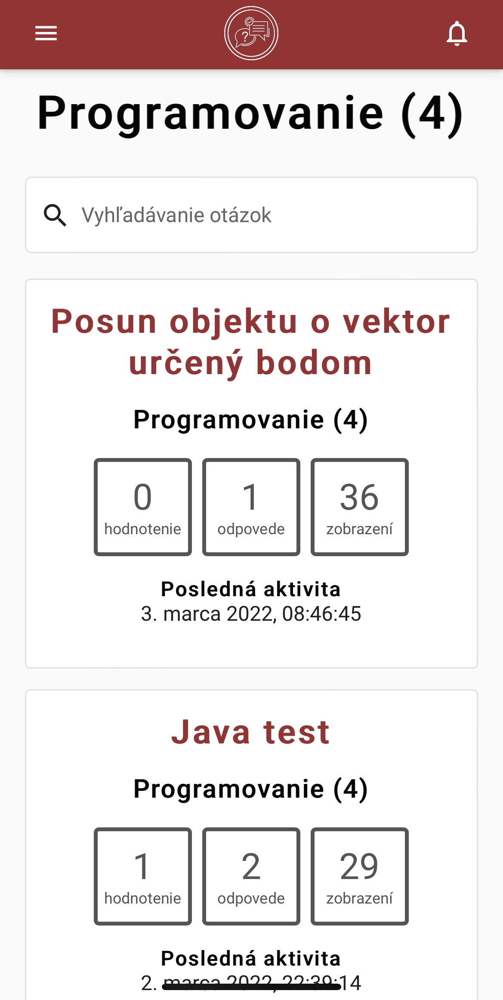 Programovanie (4)
Vyhľadávanie otázok
Posun objektu o vektor
určený bodom
Programovanie (4)
0 1 36
hodnotenie odpovede zobrazení
Posledná aktivita
3. marca 2022, 08:46:45
Java test
Programovanie (4)
1 2 29
hodnotenie odpovede zobrazení
Posledná aktivita
2. marca 2022, 22:39:14